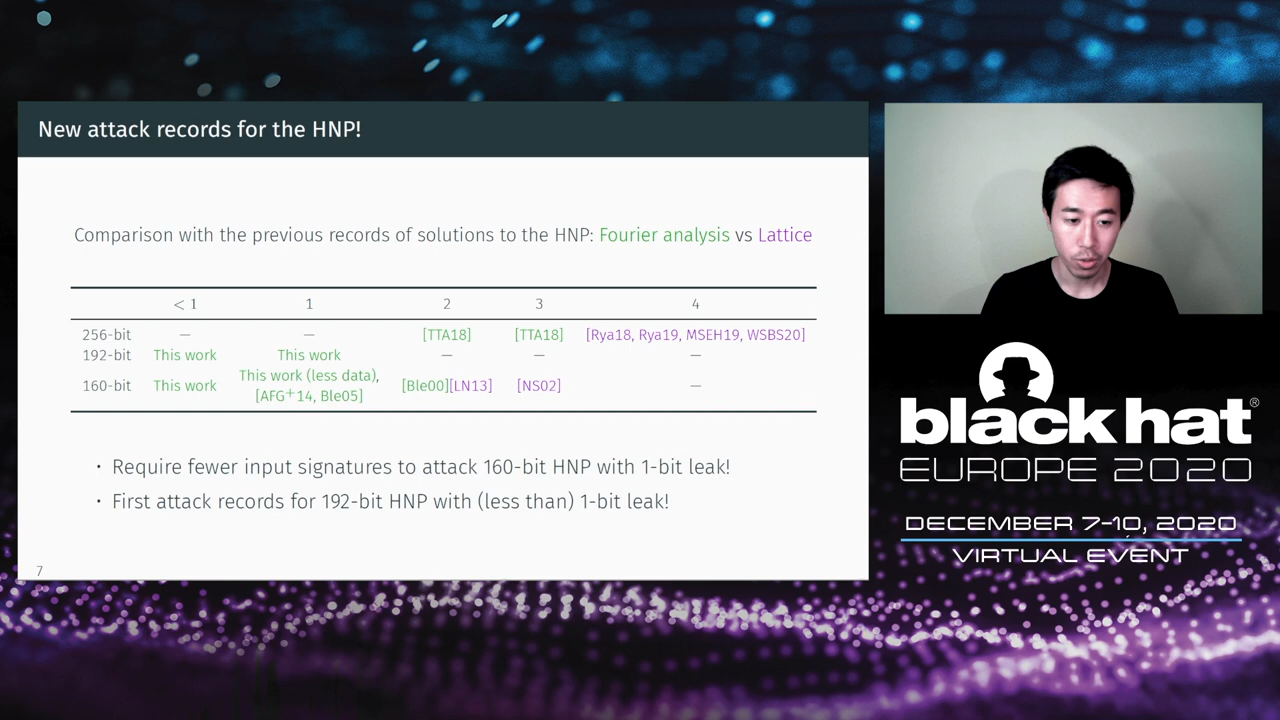 New attack records for the HNP!
Comparison with the previous records of solutions to the HNP: Fourier analysis vs Lattice
< 1 1 2 3 4
256-bit — — [TTA18] [TTA18] [Rya18, Rya19, MSEH19, WSBS20]
192-bit This work This work — — —
160-bit This work This work (less data), [AFG+14, Ble05] [Ble00][LN13] [NS02] —
· Require fewer input signatures to attack 160-bit HNP with 1-bit leak!
· First attack records for 192-bit HNP with (less than) 1-bit leak!
7
black hat®
EUROPE 2020
DECEMBER 7-10, 2020
VIRTUAL EVENT